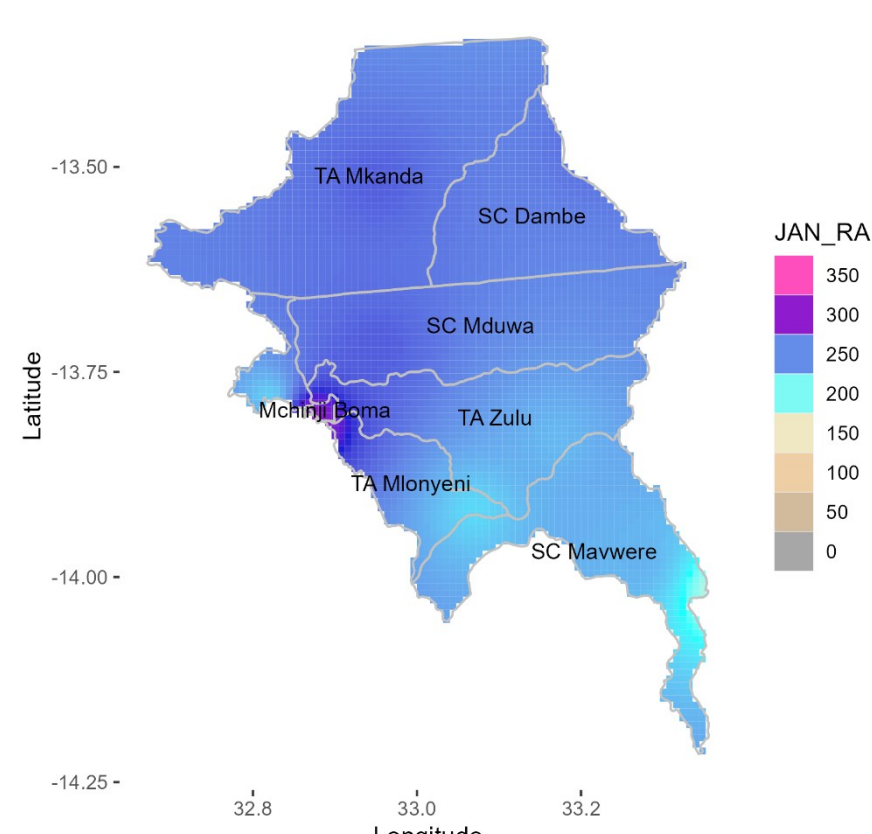 -13.50
-13.75
-14.00
-14.25
Latitude
TA Mkanda
SC Dambe
SC Mduwa
Mchinji Boma
TA Zulu
TA Mlonyeni
SC Mavwere
JAN_RA
350
300
250
200
150
100
50
0
32.8
33.0
33.2
Longitude